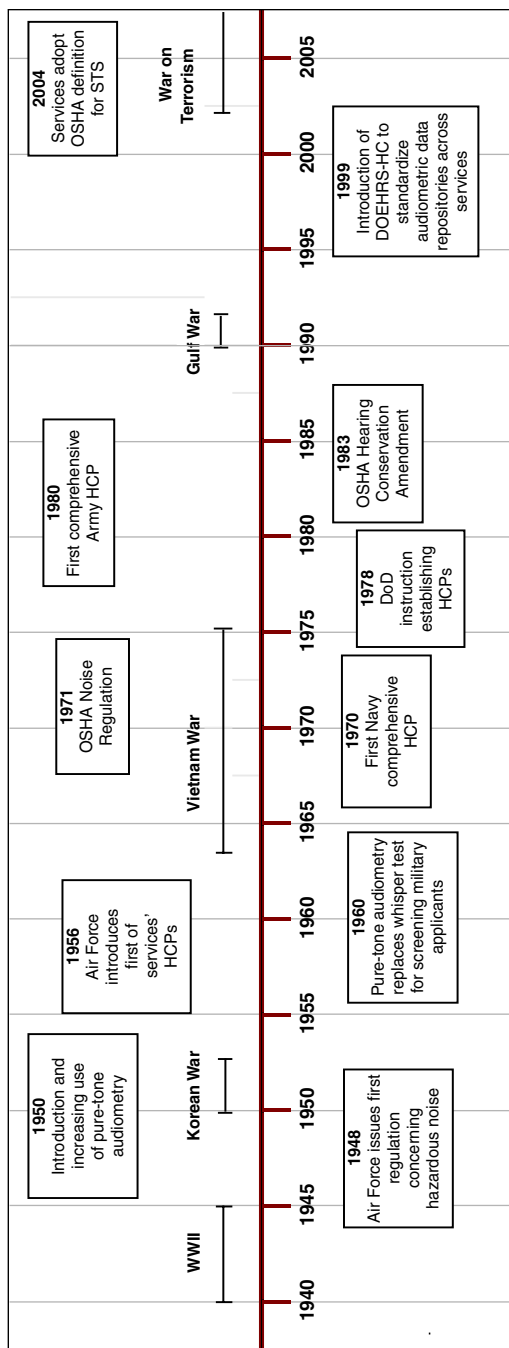 1950
Introduction and
increasing use
of pure-tone
audiometry
1956
Air Force
introduces
first of
services’
HCPs
1971
OSHA Noise
Regulation
1980
First comprehensive
Army HCP
2004
Services adopt
OSHA definition
for STS
WWII
Korean War
Vietnam War
Gulf War
War on
Terrorism
1940
1945
1950
1955
1960
1965
1970
1975
1980
1985
1990
1995
2000
2005
1948
Air Force issues first
regulation
concerning
hazardous noise
1960
Pure-tone audiometry
replaces whisper test
for screening military
applicants
1970
First Navy
comprehensive
HCP
1978
DoD
instruction
establishing
HCPs
1983
OSHA Hearing
Conservation
Amendment
1999
Introduction of
DOEHRS-HC to
standardize
audiometric data
repositories across
services